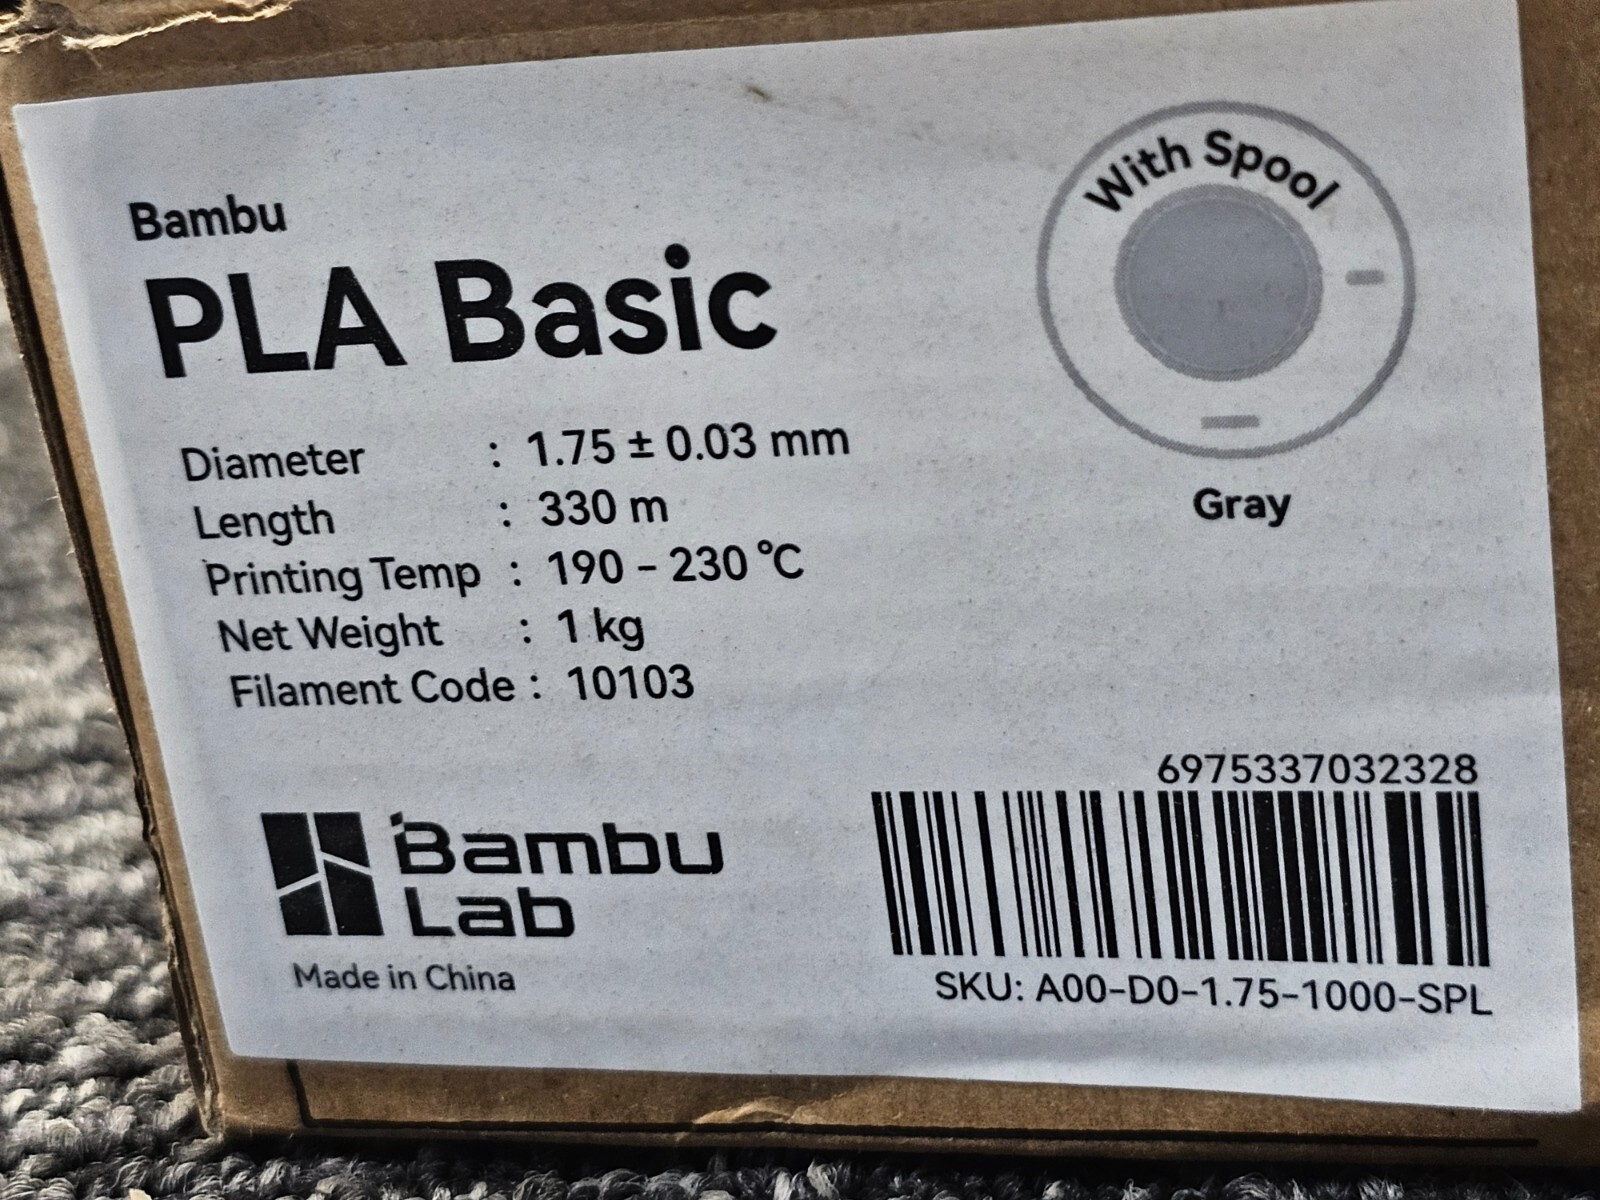 Bambu
PLA Basic
With Spool
Gray
Diameter : 1.75 ± 0.03 mm
Length : 330 m
Printing Temp : 190 - 230 ℃
Net Weight : 1 kg
Filament Code : 10103
6975337032328
SKU: A00-D0-1.75-1000-SPL
Bambu
Lab
Made in China